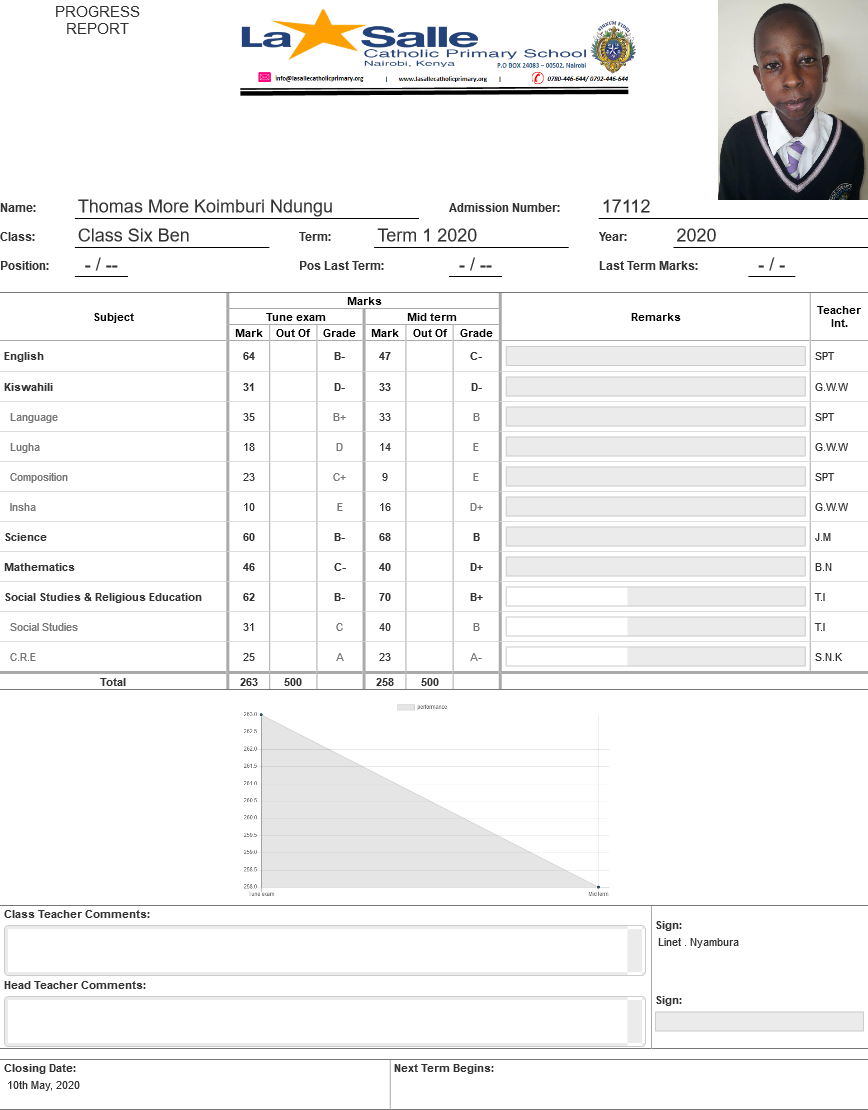 PROGRESS
REPORT
La Salle
Catholic Primary School
Nairobi, Kenya
P.O BOX 24083 – 00502, Nairobi
info@lasallecatholicprimary.org | www.lasallecatholicprimary.org | 0780-446-644/ 0792-446-644
Name: Thomas More Koimburi Ndungu Admission Number: 17112
Class: Class Six Ben Term: Term 1 2020 Year: 2020
Position: - / -- Pos Last Term: - / -- Last Term Marks: - / -
Subject Marks Remarks Teacher Int.
Tune exam Mid term
Mark Out Of Grade Mark Out Of Grade
English 64 B- 47 C- SPT
Kiswahili 31 D- 33 D- G.W.W
Language 35 B+ 33 B SPT
Lugha 18 D 14 E G.W.W
Composition 23 C+ 9 E SPT
Insha 10 E 16 D+ G.W.W
Science 60 B- 68 B J.M
Mathematics 46 C- 40 D+ B.N
Social Studies & Religious Education 62 B- 70 B+ T.I
Social Studies 31 C 40 B T.I
C.R.E 25 A 23 A- S.N.K
Total 263 500 258 500
performance
263.0
262.5
262.0
261.5
261.0
260.5
260.0
259.5
259.0
258.5
258.0
Tune exam Mid term
Class Teacher Comments:
Sign:
Linet . Nyambura
Head Teacher Comments:
Sign:
Closing Date: Next Term Begins:
10th May, 2020